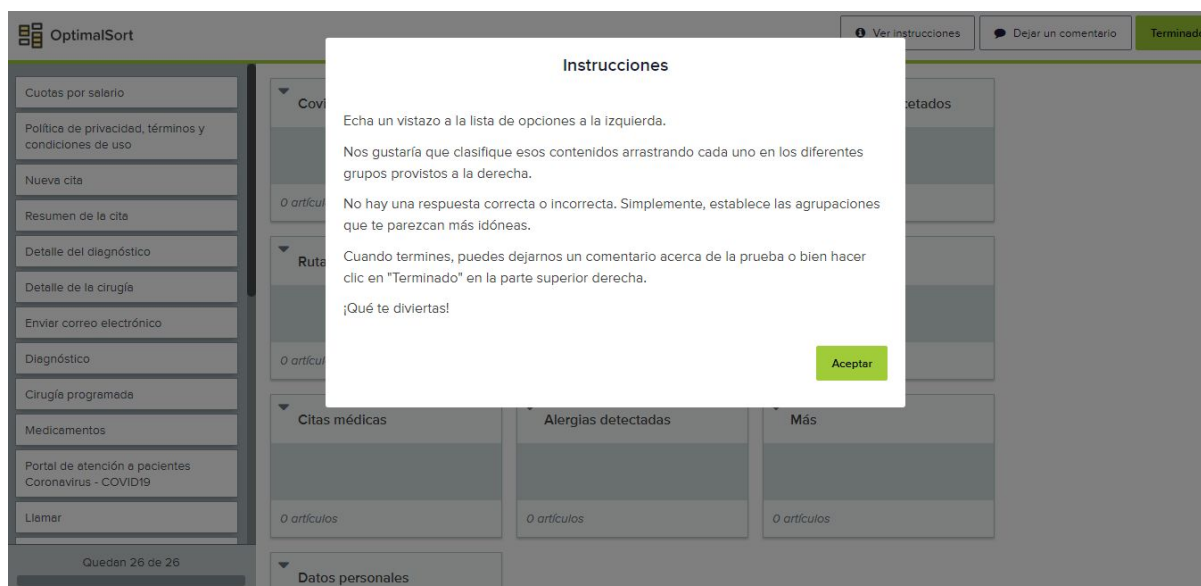 OptimalSort
Ver instrucciones
Dejar un comentario
Terminado
Instrucciones
Echa un vistazo a la lista de opciones a la izquierda.
Nos gustaría que clasifique esos contenidos arrastrando cada uno en los diferentes
grupos provistos a la derecha.
No hay una respuesta correcta o incorrecta. Simplemente, establece las agrupaciones
que te parezcan más idóneas.
Cuando termines, puedes dejarnos un comentario acerca de la prueba o bien hacer
clic en "Terminado" en la parte superior derecha.
¡Qué te diviertas!
Aceptar
Cuotas por salario
Política de privacidad, términos y
condiciones de uso
Nueva cita
Resumen de la cita
Detalle del diagnóstico
Detalle de la cirugía
Enviar correo electrónico
Diagnóstico
Cirugía programada
Medicamentos
Portal de atención a pacientes
Coronavirus - COVID19
Llamar
Quedan 26 de 26
Citas médicas
0 artículos
Alergias detectadas
0 artículos
Más
0 artículos
Datos personales